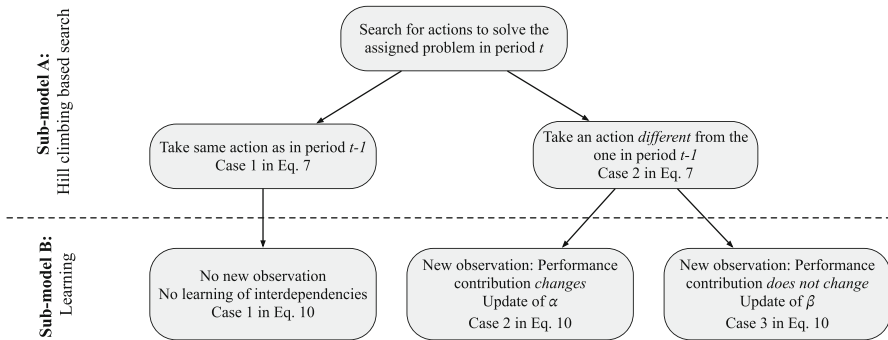 Sub-model A:
Hill climbing based search
Search for actions to solve the
assigned problem in period t
Take same action as in period t-1
Case 1 in Eq. 7
Take an action different from the
one in period t-1
Case 2 in Eq. 7
Sub-model B:
Learning
No new observation
No learning of interdependencies
Case 1 in Eq. 10
New observation: Performance
contribution changes
Update of α
Case 2 in Eq. 10
New observation: Performance
contribution does not change
Update of β
Case 3 in Eq. 10